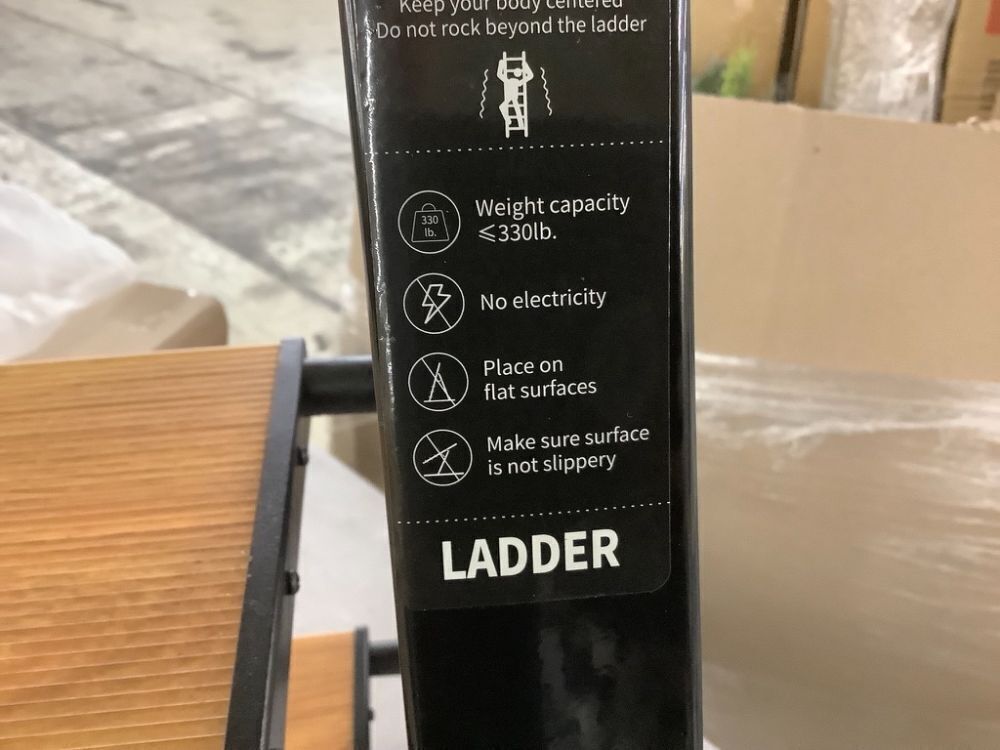 Keep your body centered
Do not rock beyond the ladder
330
lb.
Weight capacity
⩽330lb.
No electricity
Place on
flat surfaces
Make sure surface
is not slippery
LADDER